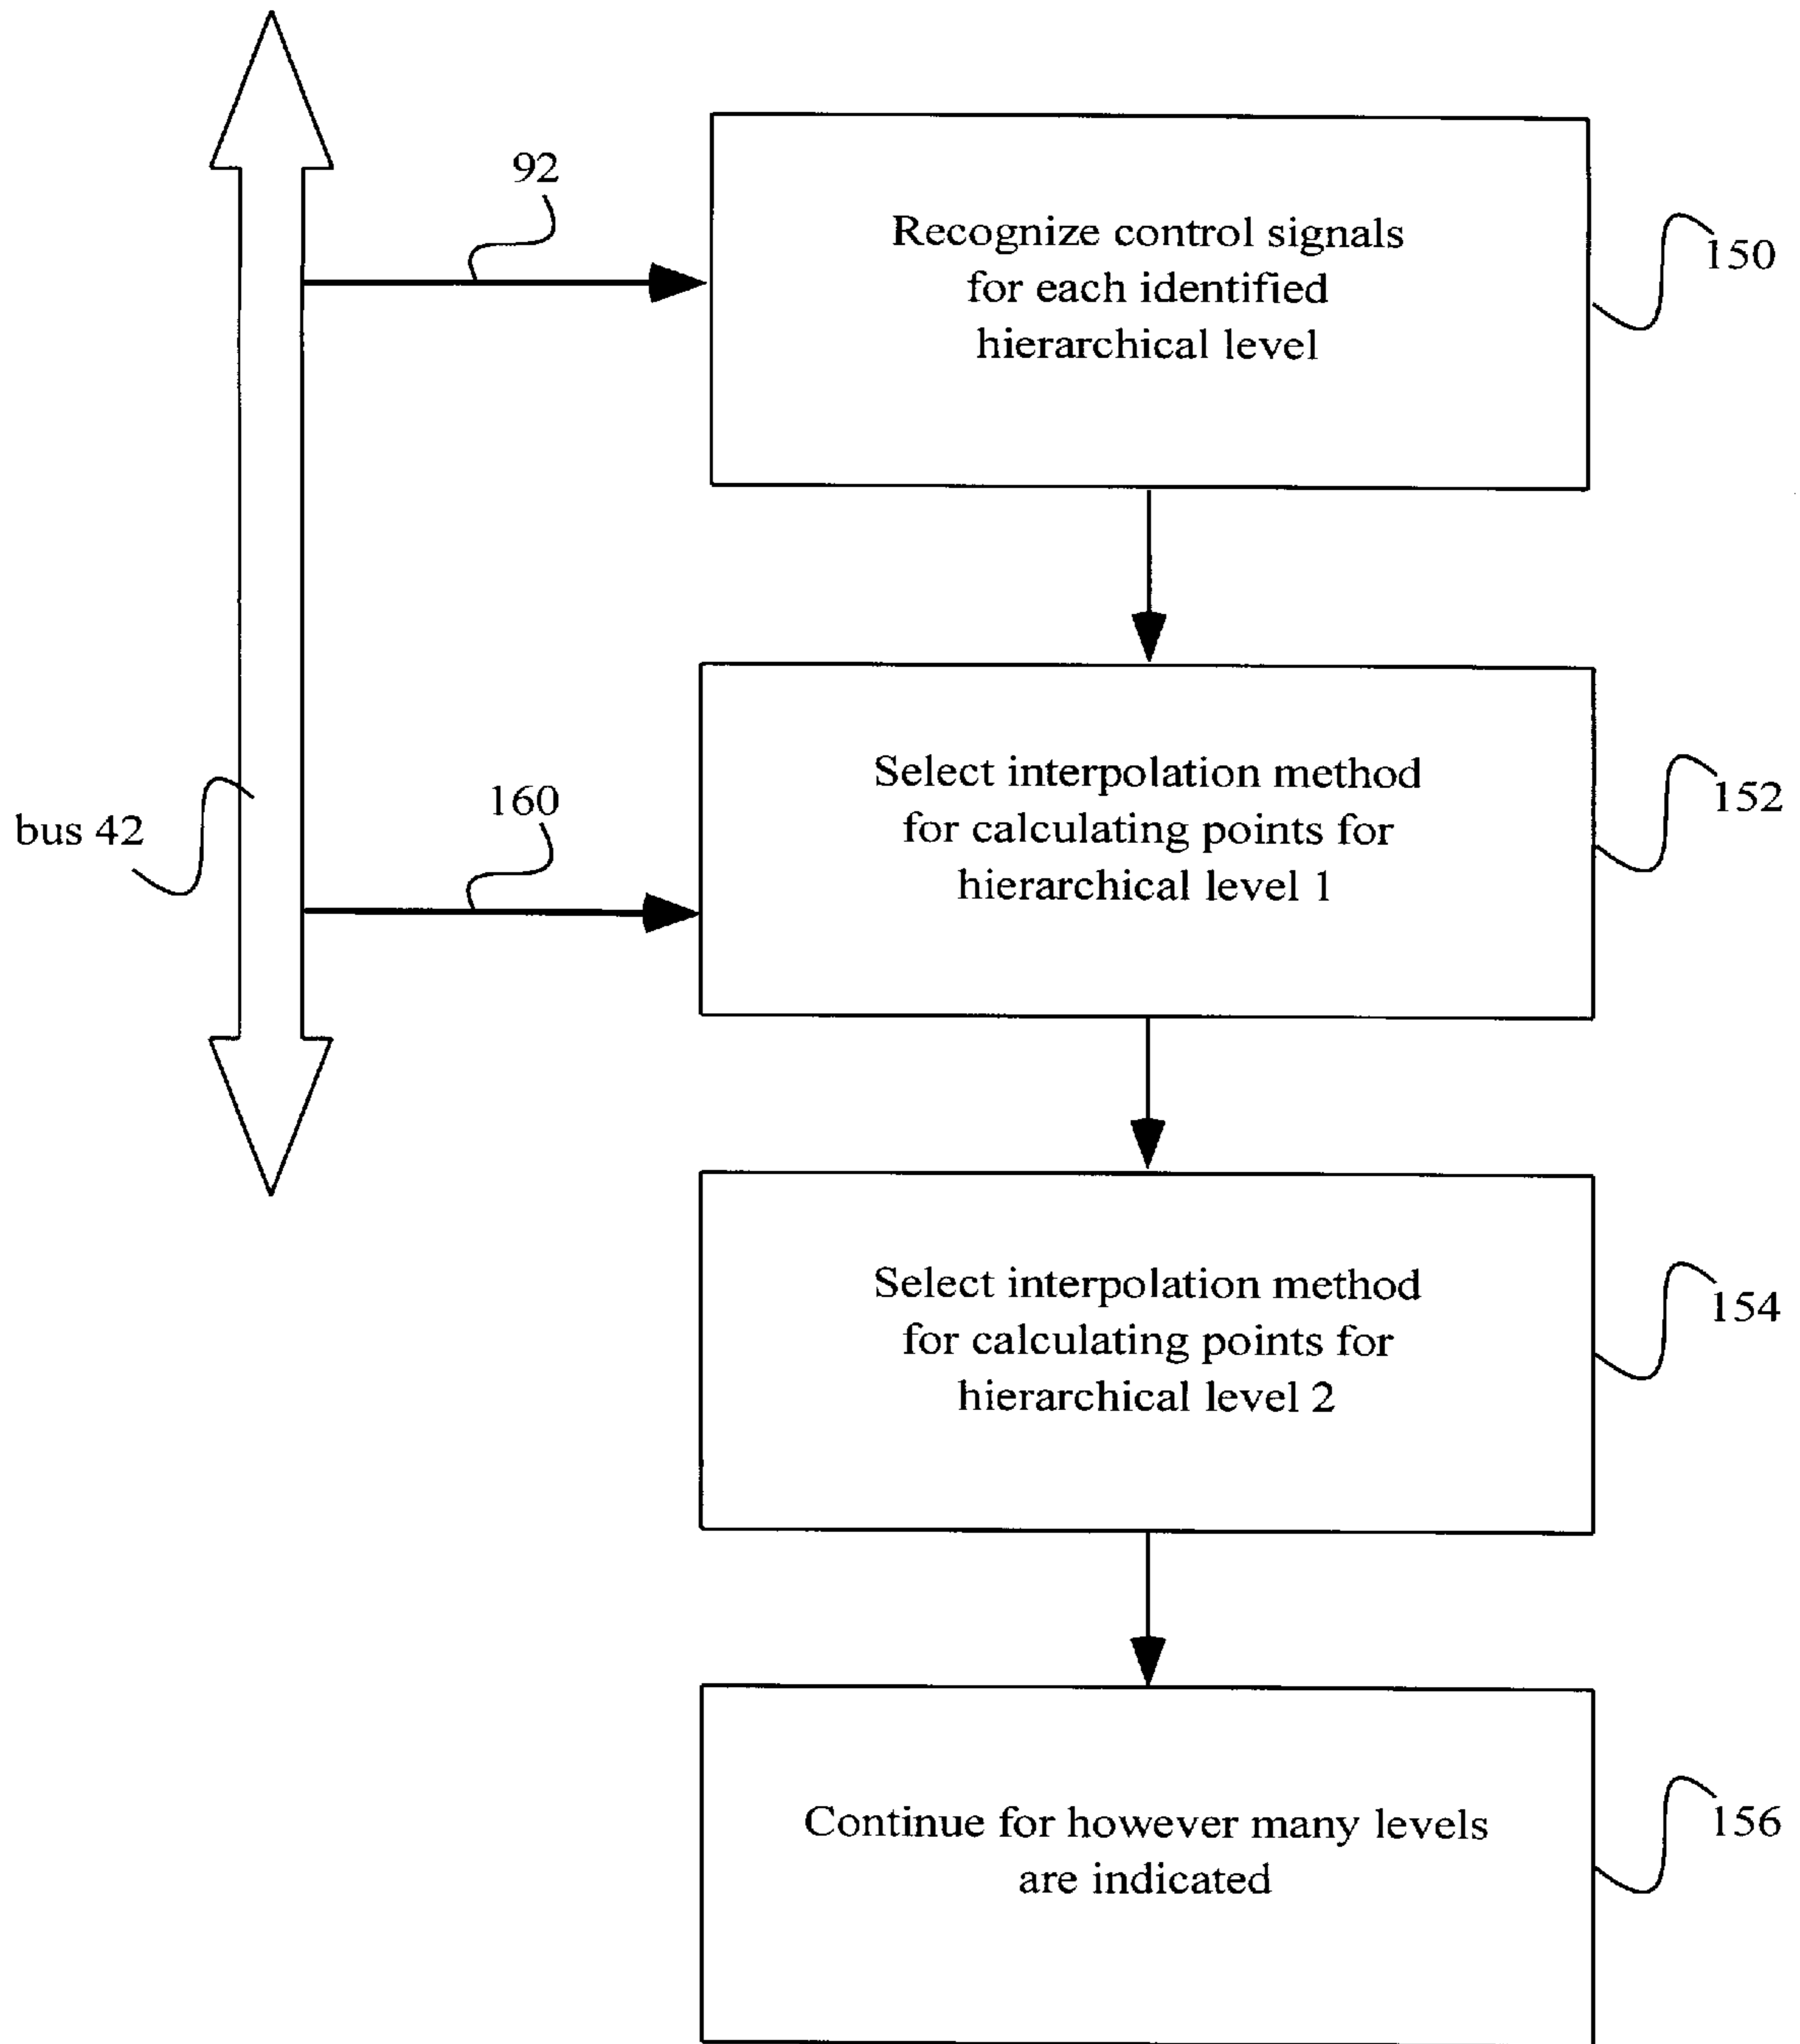 92
Recognize control signals
for each identified
hierarchical level
150
bus 42
160
Select interpolation method
for calculating points for
hierarchical level 1
152
Select interpolation method
for calculating points for
hierarchical level 2
154
Continue for however many levels
are indicated
156